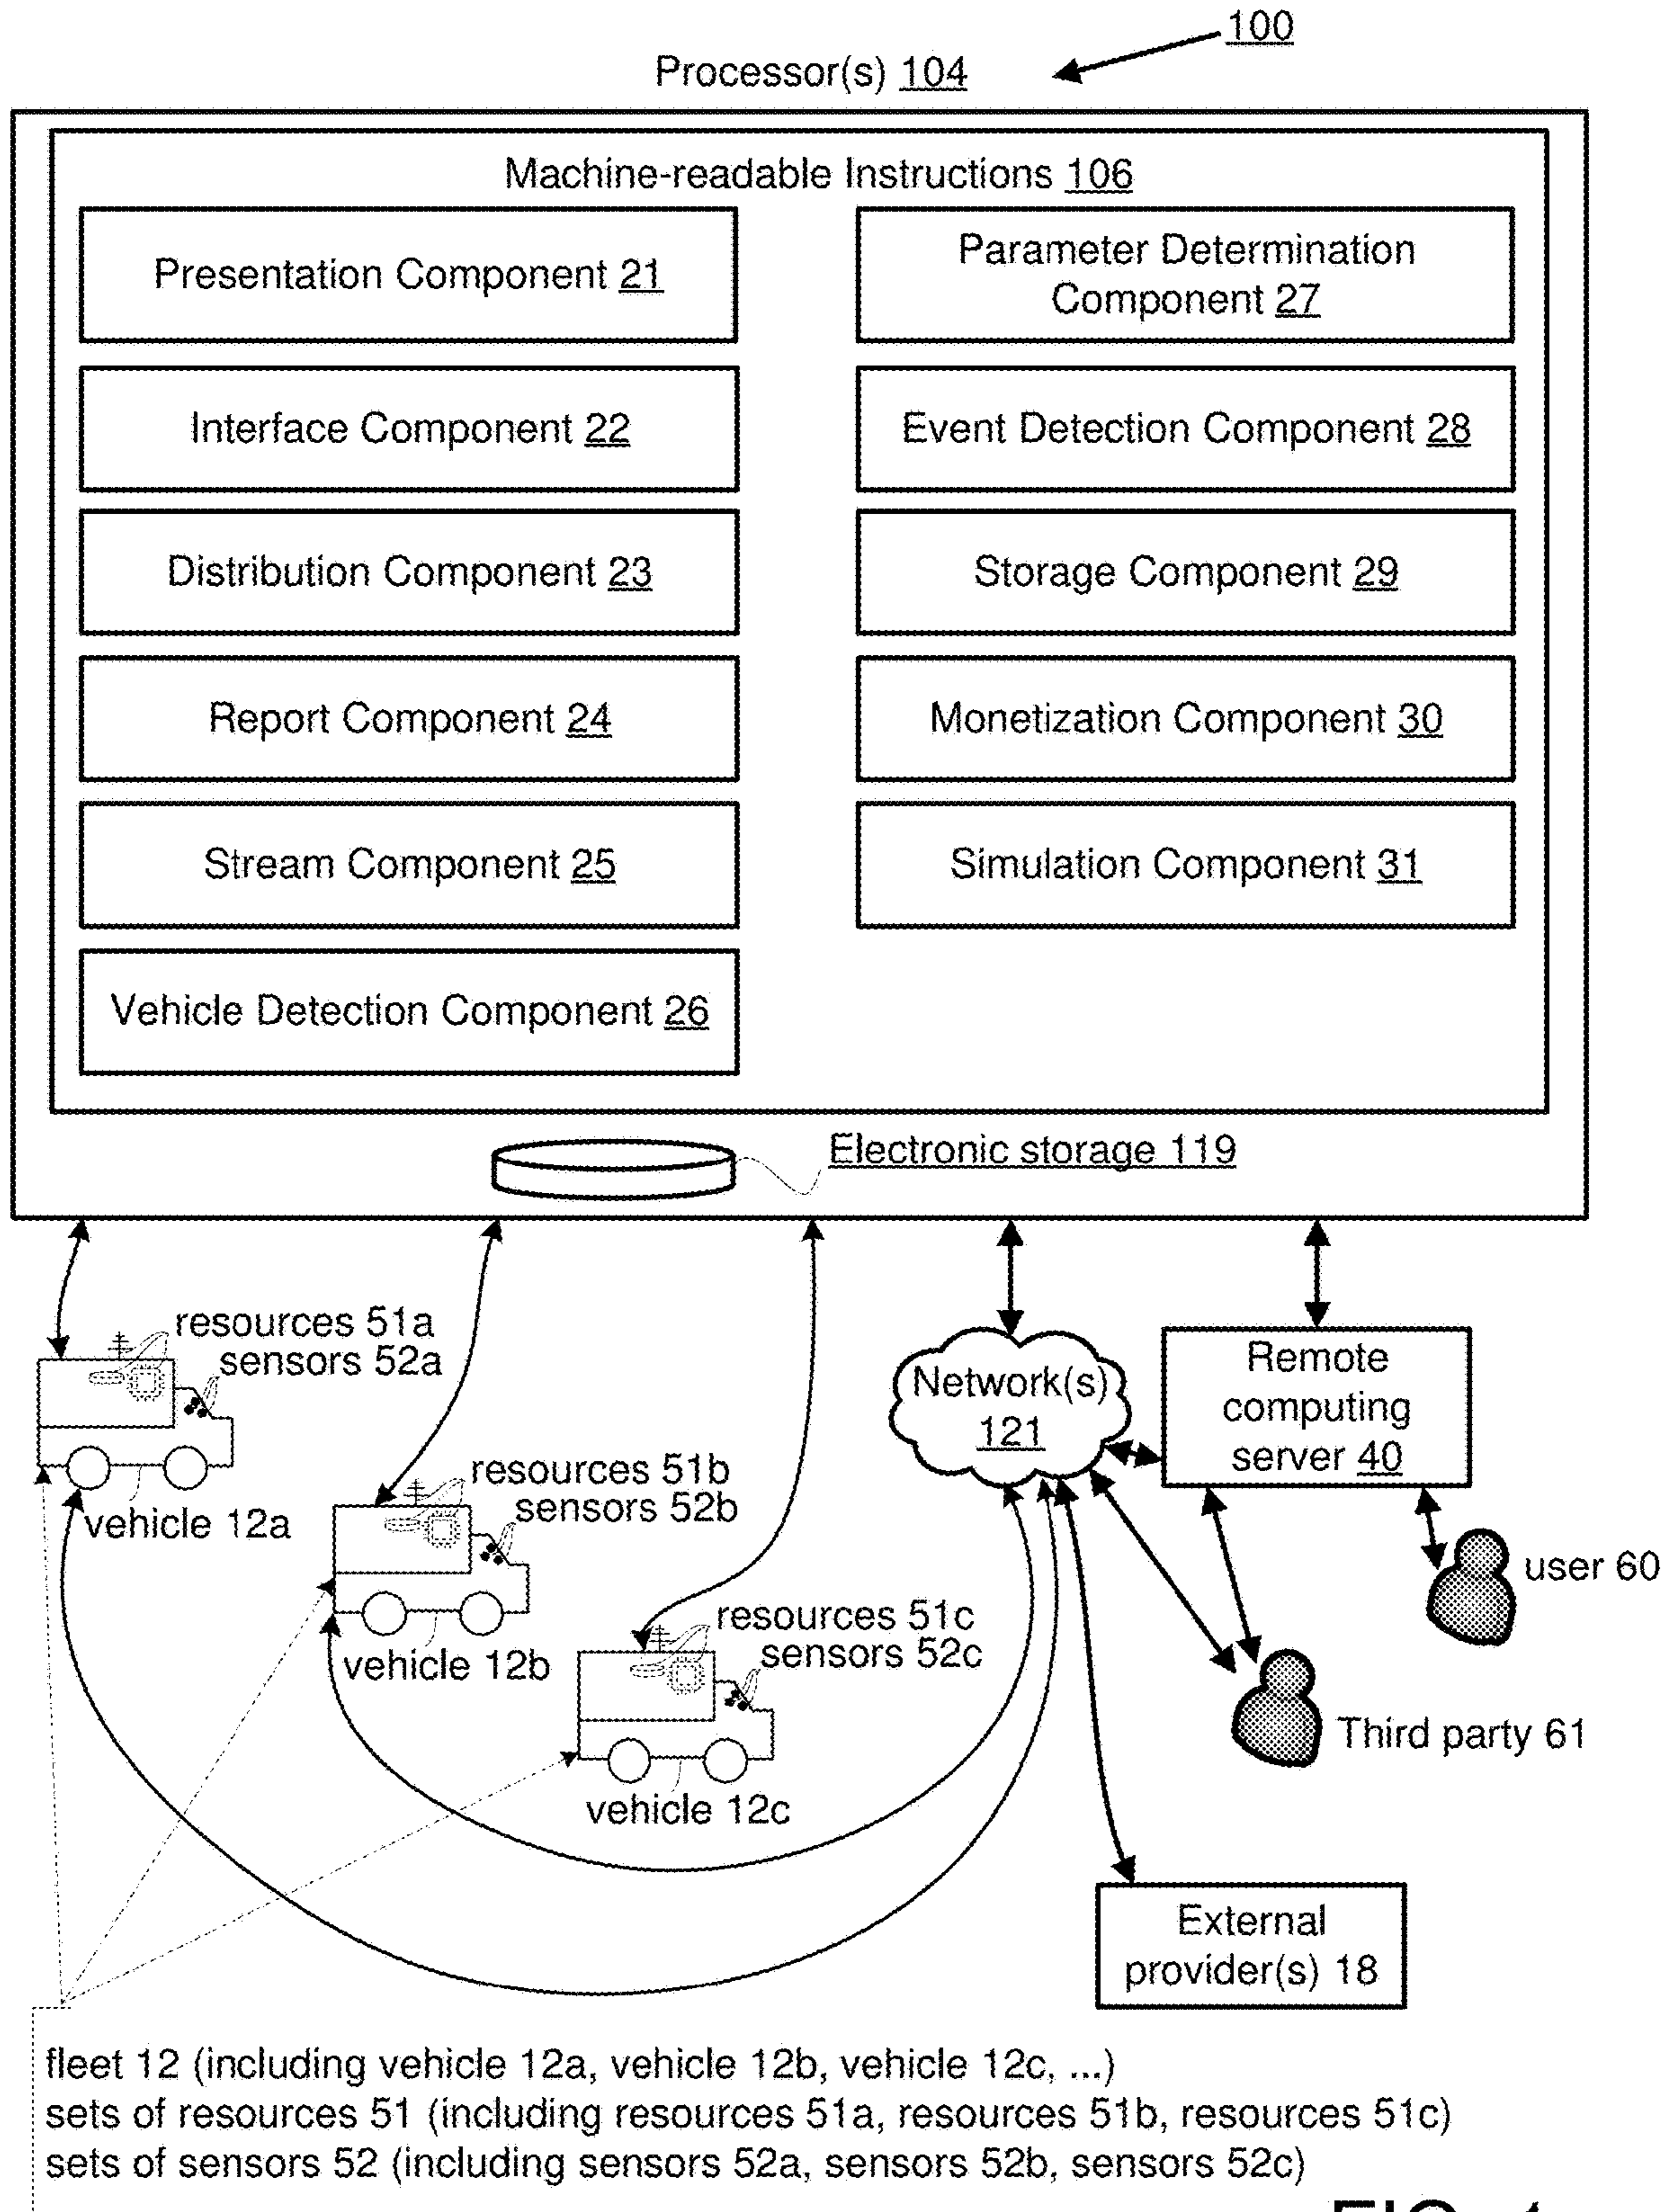 100
Processor(s) 104
Machine-readable Instructions 106
Presentation Component 21
Interface Component 22
Distribution Component 23
Report Component 24
Stream Component 25
Vehicle Detection Component 26
Parameter Determination
Component 27
Event Detection Component 28
Storage Component 29
Monetization Component 30
Simulation Component 31
Electronic storage 119
resources 51a
sensors 52a
vehicle 12a
resources 51b
sensors 52b
vehicle 12b
resources 51c
sensors 52c
vehicle 12c
Network(s)
121
Remote
computing
server 40
user 60
Third party 61
External
provider(s) 18
fleet 12 (including vehicle 12a, vehicle 12b, vehicle 12c, ...)
sets of resources 51 (including resources 51a, resources 51b, resources 51c)
sets of sensors 52 (including sensors 52a, sensors 52b, sensors 52c)